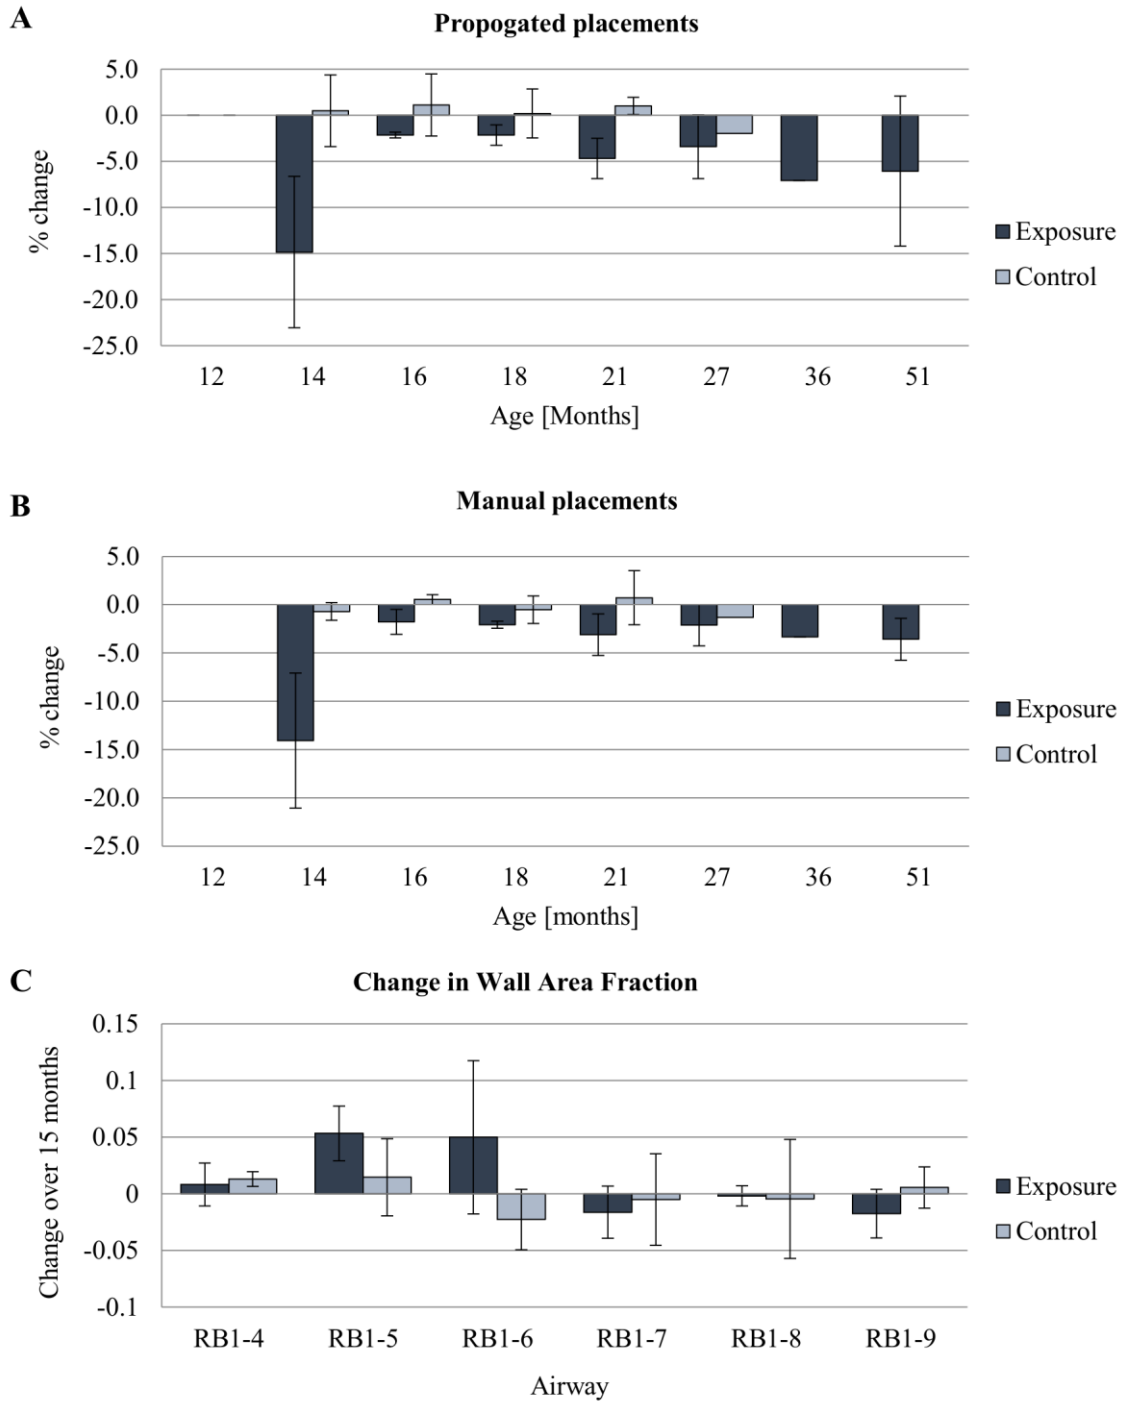 A
Propogated placements
5.0
0.0
-5.0
-10.0
-15.0
-20.0
-25.0
% change
12 14 16 18 21 27 36 51
Age [Months]
Exposure
Control
B
Manual placements
5.0
0.0
-5.0
-10.0
-15.0
-20.0
-25.0
% change
12 14 16 18 21 27 36 51
Age [months]
Exposure
Control
C
Change in Wall Area Fraction
0.15
0.1
0.05
0
-0.05
-0.1
Change over 15 months
RB1-4 RB1-5 RB1-6 RB1-7 RB1-8 RB1-9
Airway
Exposure
Control